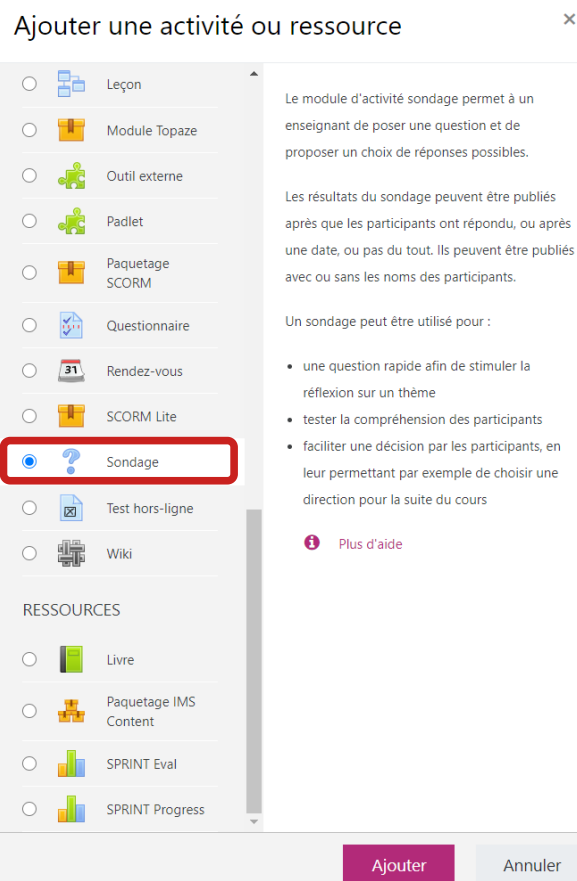 Ajouter une activité ou ressource
×
Leçon
Module Topaze
Outil externe
Padlet
Paquetage
SCORM
Questionnaire
31
Rendez-vous
SCORM Lite
Sondage
Test hors-ligne
Wiki
RESSOURCES
Livre
Paquetage IMS
Content
SPRINT Eval
SPRINT Progress
Le module d'activité sondage permet à un
enseignant de poser une question et de
proposer un choix de réponses possibles.
Les résultats du sondage peuvent être publiés
après que les participants ont répondu, ou après
une date, ou pas du tout. Ils peuvent être publiés
avec ou sans les noms des participants.
Un sondage peut être utilisé pour :
• une question rapide afin de stimuler la
réflexion sur un thème
• tester la compréhension des participants
• faciliter une décision par les participants, en
leur permettant par exemple de choisir une
direction pour la suite du cours
Plus d'aide
Ajouter
Annuler